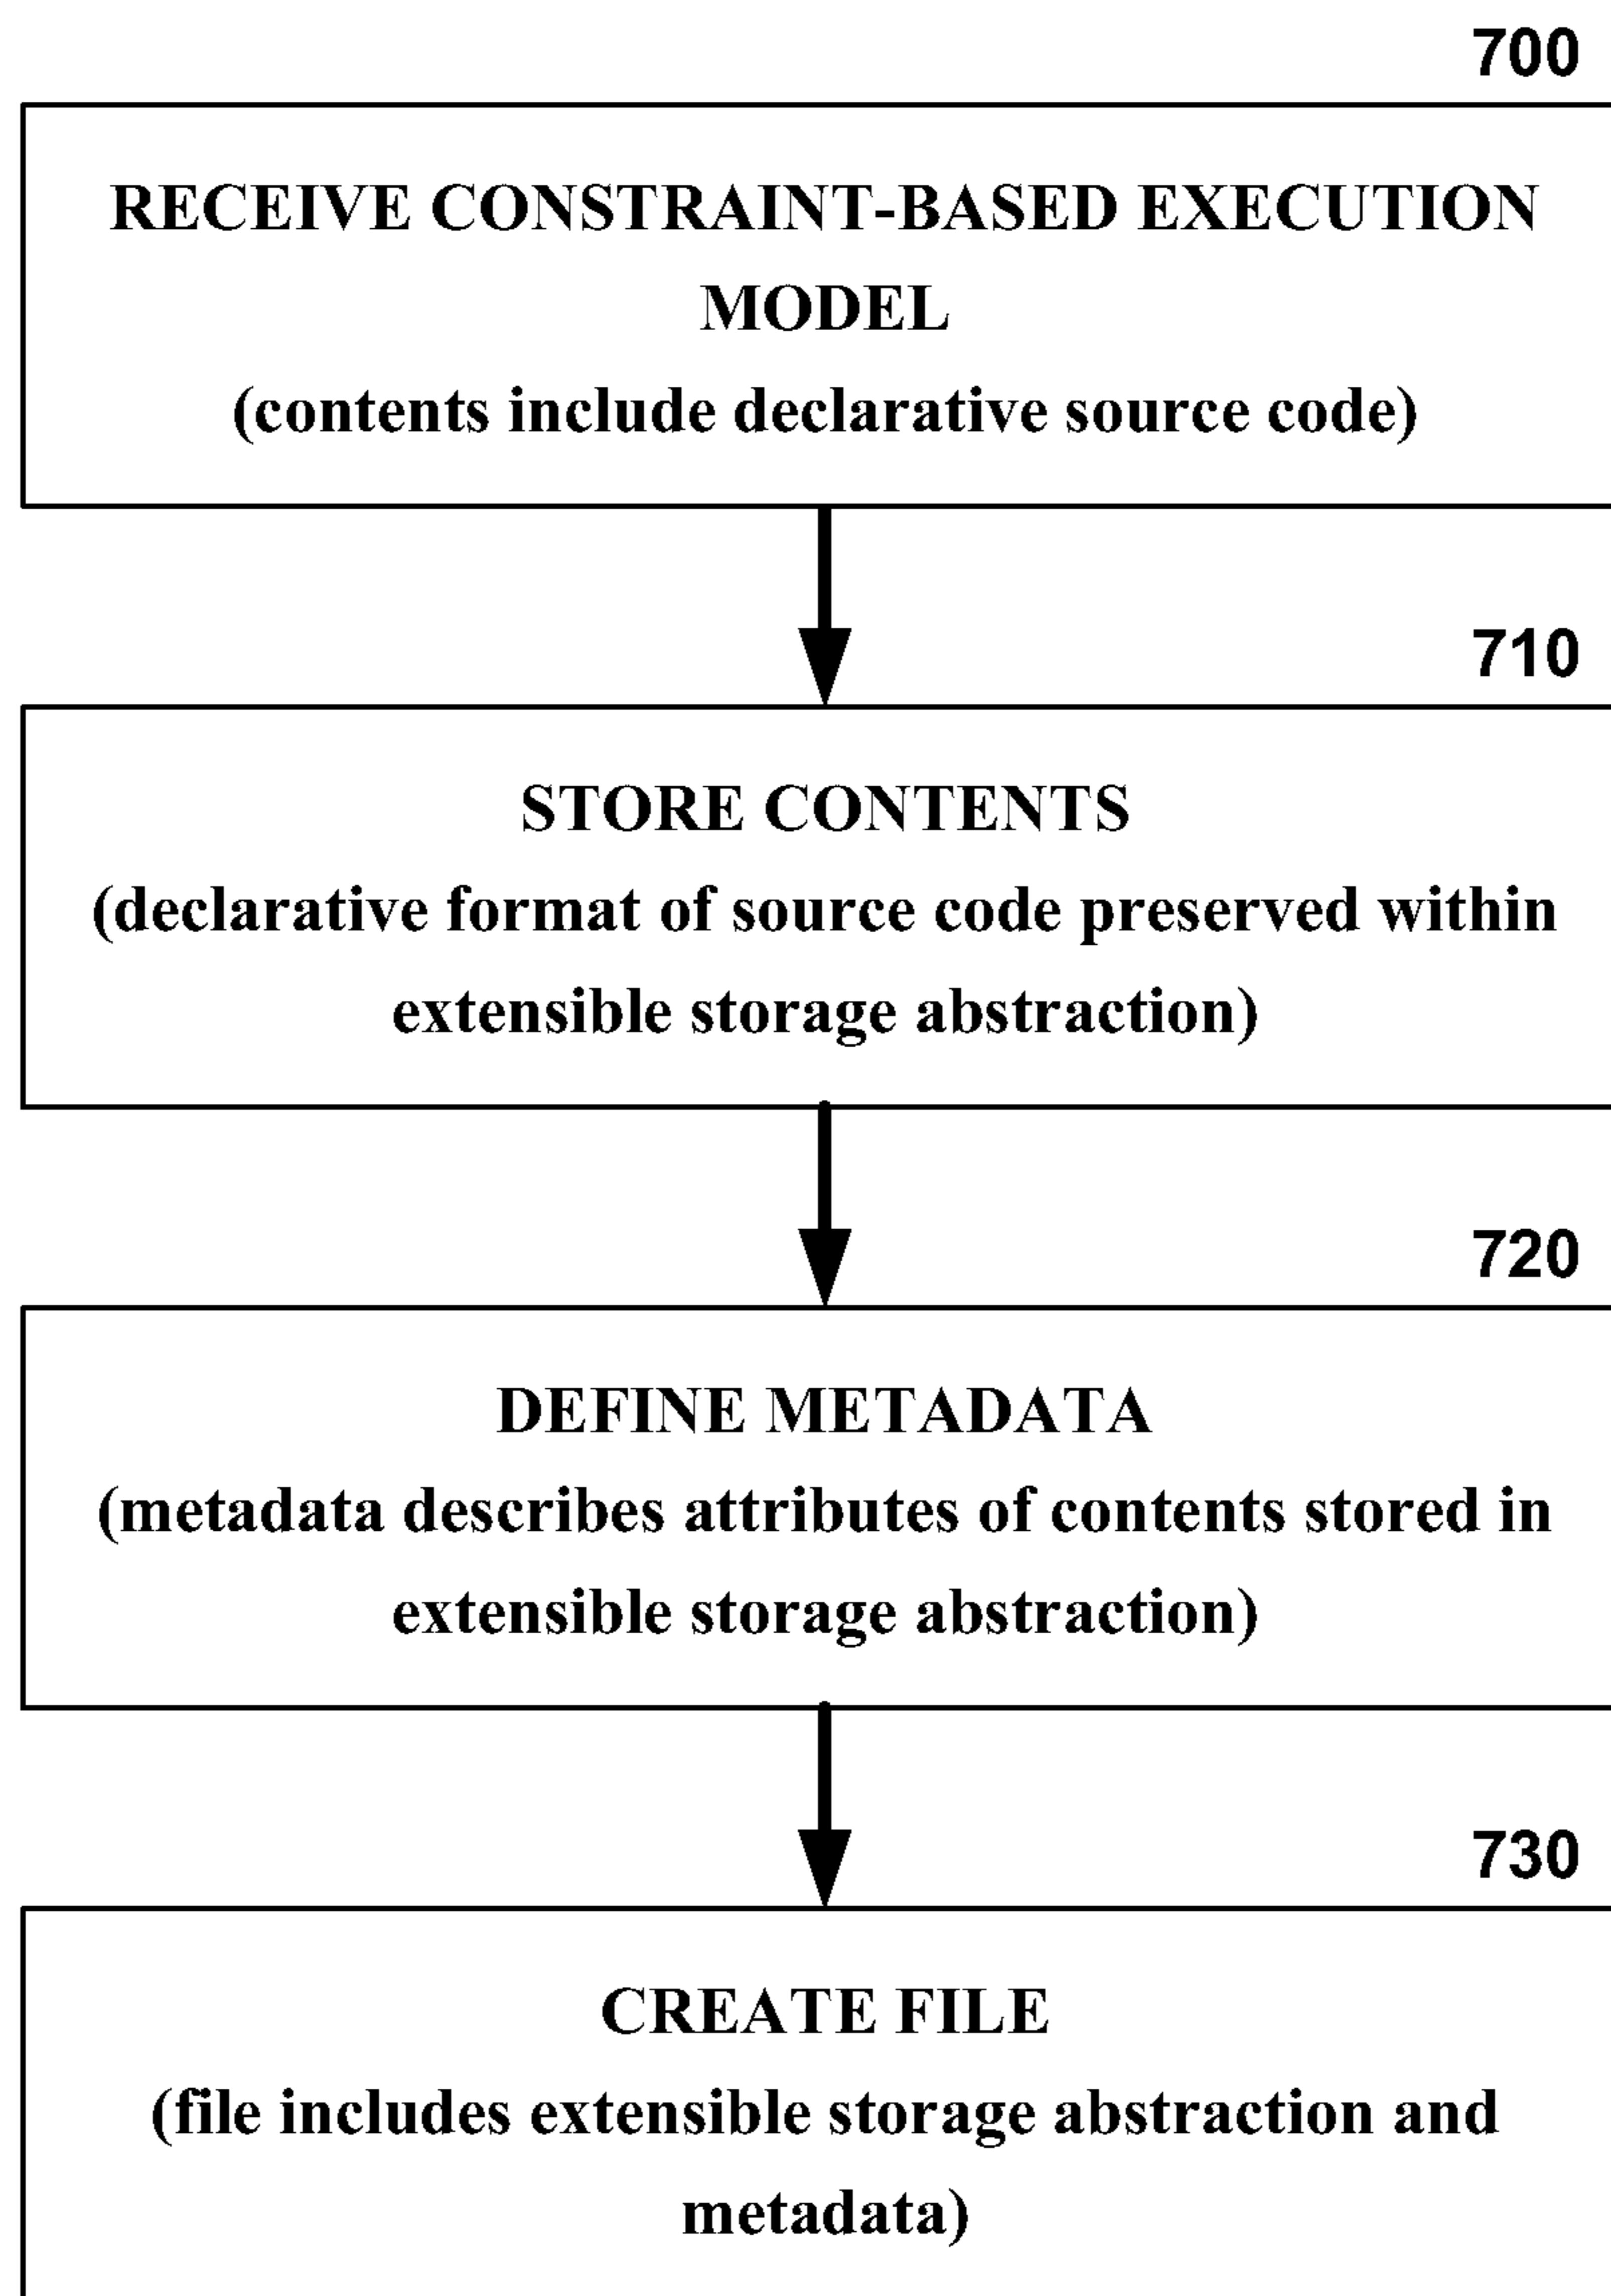 700
RECEIVE CONSTRAINT-BASED EXECUTION
MODEL
(contents include declarative source code)
710
STORE CONTENTS
(declarative format of source code preserved within
extensible storage abstraction)
720
DEFINE METADATA
(metadata describes attributes of contents stored in
extensible storage abstraction)
730
CREATE FILE
(file includes extensible storage abstraction and
metadata)